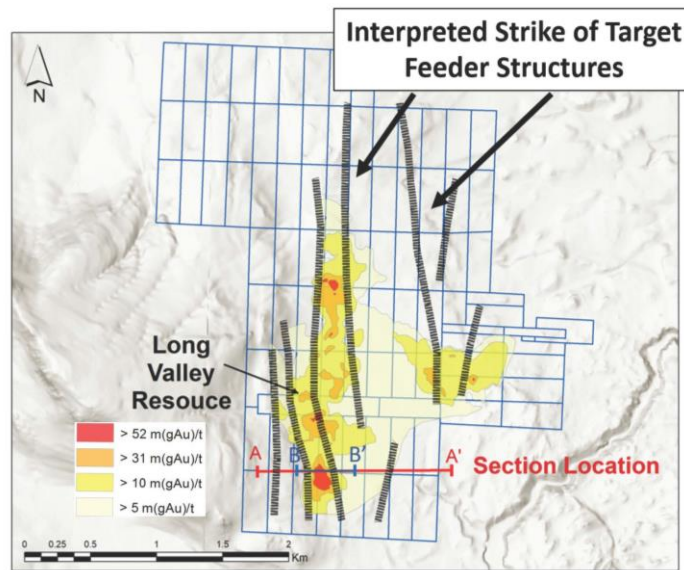 Interpreted Strike of Target
Feeder Structures
N
Long
Valley
Resouce
> 52 m(gAu)/t
> 31 m(gAu)/t
> 10 m(gAu)/t
> 5 m(gAu)/t
A
B
B'
A'
Section Location
0 0.25 0.5 1 1.5 2
Km